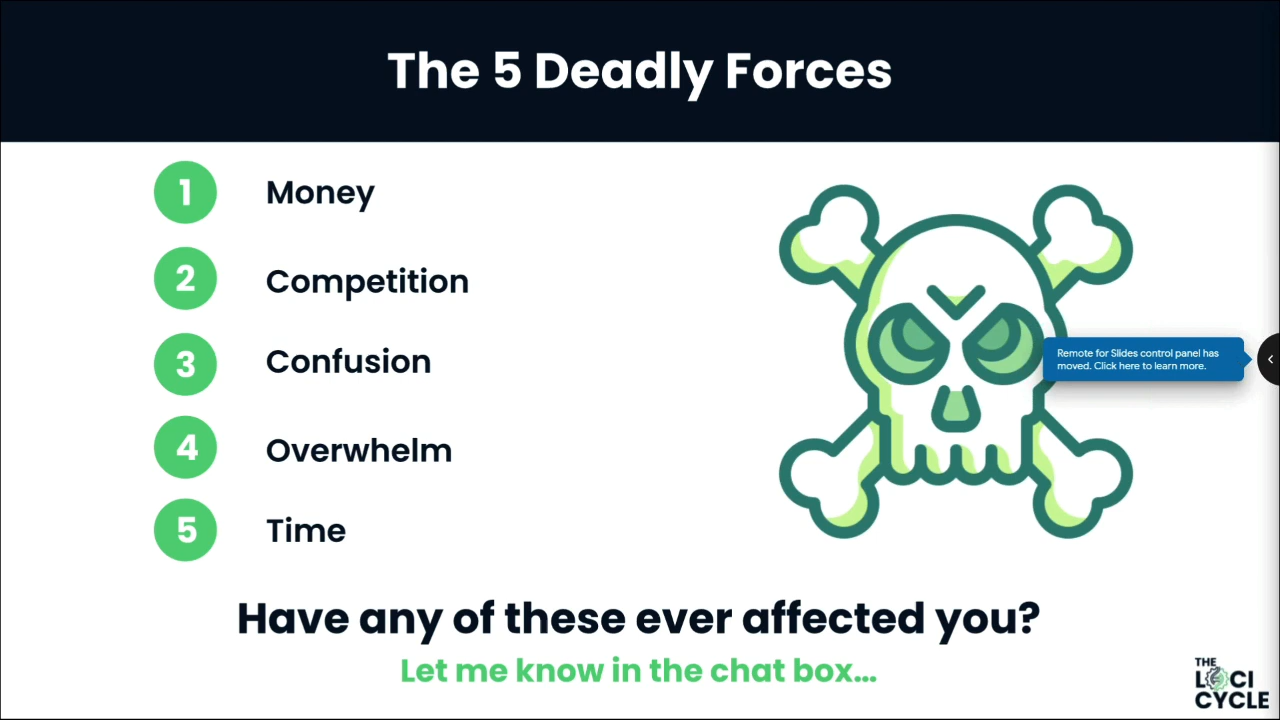 The 5 Deadly Forces
1 Money
2 Competition
3 Confusion
Remote for Slides control panel has
moved. Click here to learn more.
4 Overwhelm
5 Time
Have any of these ever affected you?
Let me know in the chat box...
THE
LOCI
CYCLE